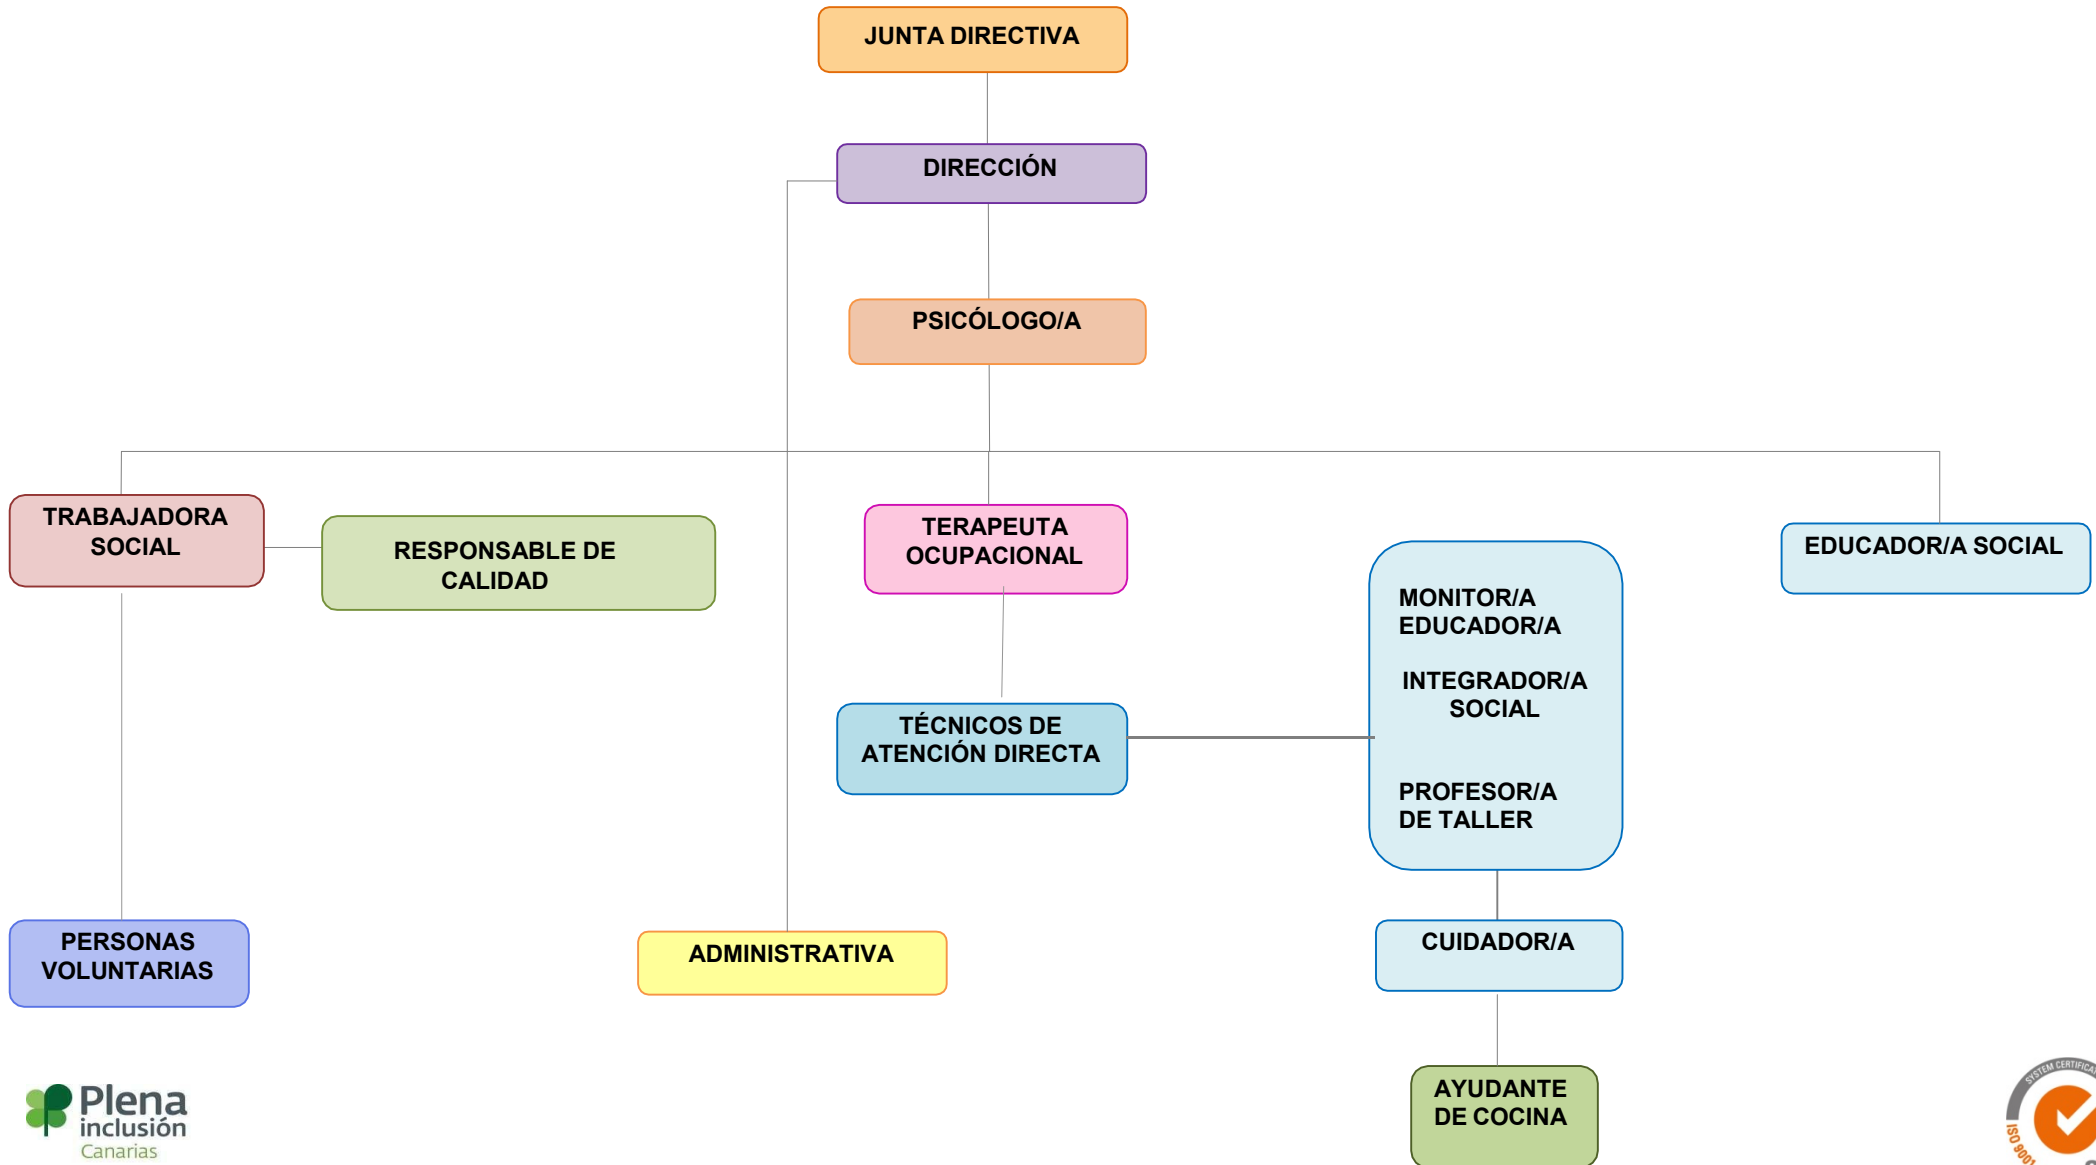 JUNTA DIRECTIVA
DIRECCIÓN
PSICÓLOGO/A
TRABAJADORA
SOCIAL
RESPONSABLE DE
CALIDAD
TERAPEUTA
OCUPACIONAL
EDUCADOR/A SOCIAL
MONITOR/A
EDUCADOR/A
INTEGRADOR/A
SOCIAL
PROFESOR/A
DE TALLER
TÉCNICOS DE
ATENCIÓN DIRECTA
PERSONAS
VOLUNTARIAS
ADMINISTRATIVA
CUIDADOR/A
AYUDANTE
DE COCINA
Plena
inclusión
Canarias
SYSTEM
ISO 9001